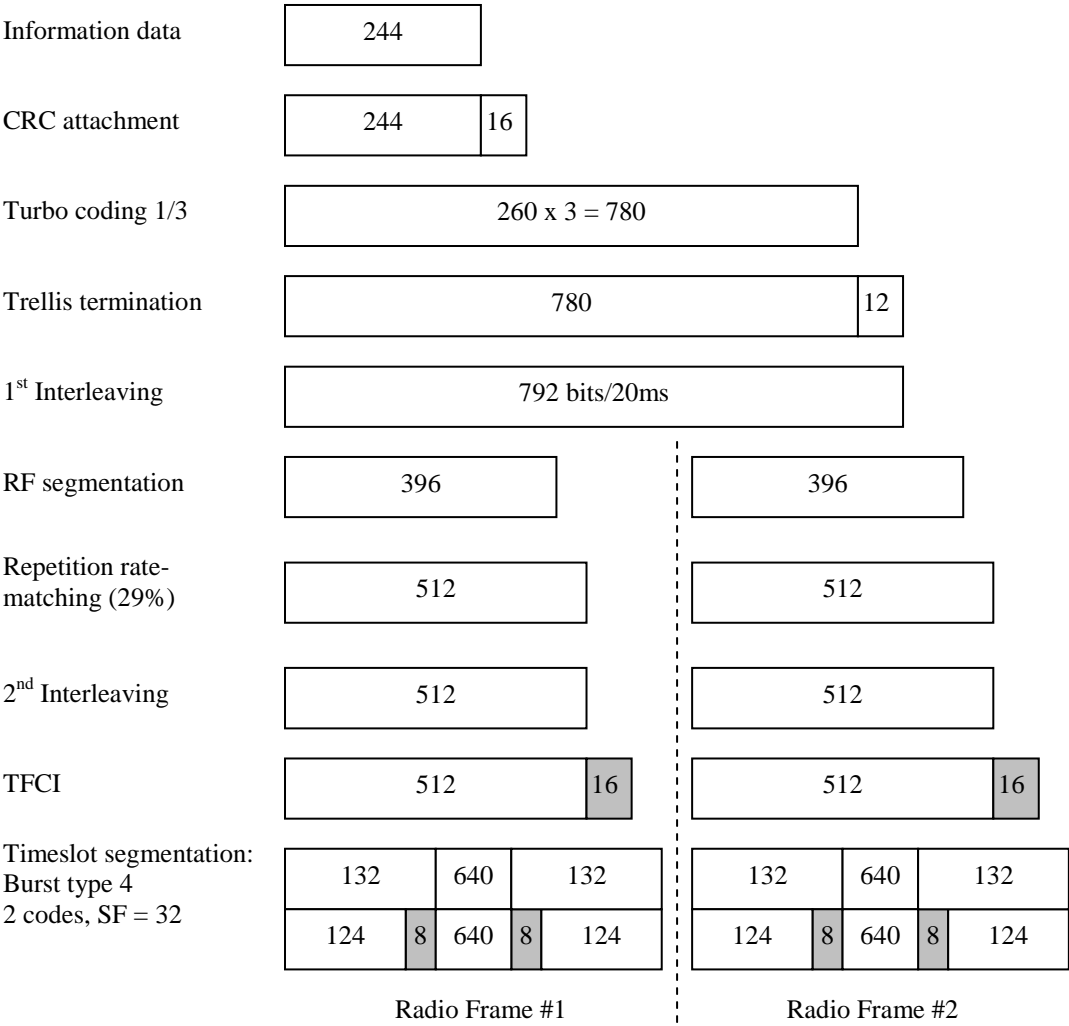 Information data
244
CRC attachment
244 16
Turbo coding 1/3
260 x 3 = 780
Trellis termination
780 12
1st Interleaving
792 bits/20ms
RF segmentation
396 396
Repetition rate-
matching (29%)
512 512
2nd Interleaving
512 512
TFCI
512 16 512 16
Timeslot segmentation:
Burst type 4
2 codes, SF = 32
132 640 132 132 640 132
124 8 640 8 124 124 8 640 8 124
Radio Frame #1 Radio Frame #2